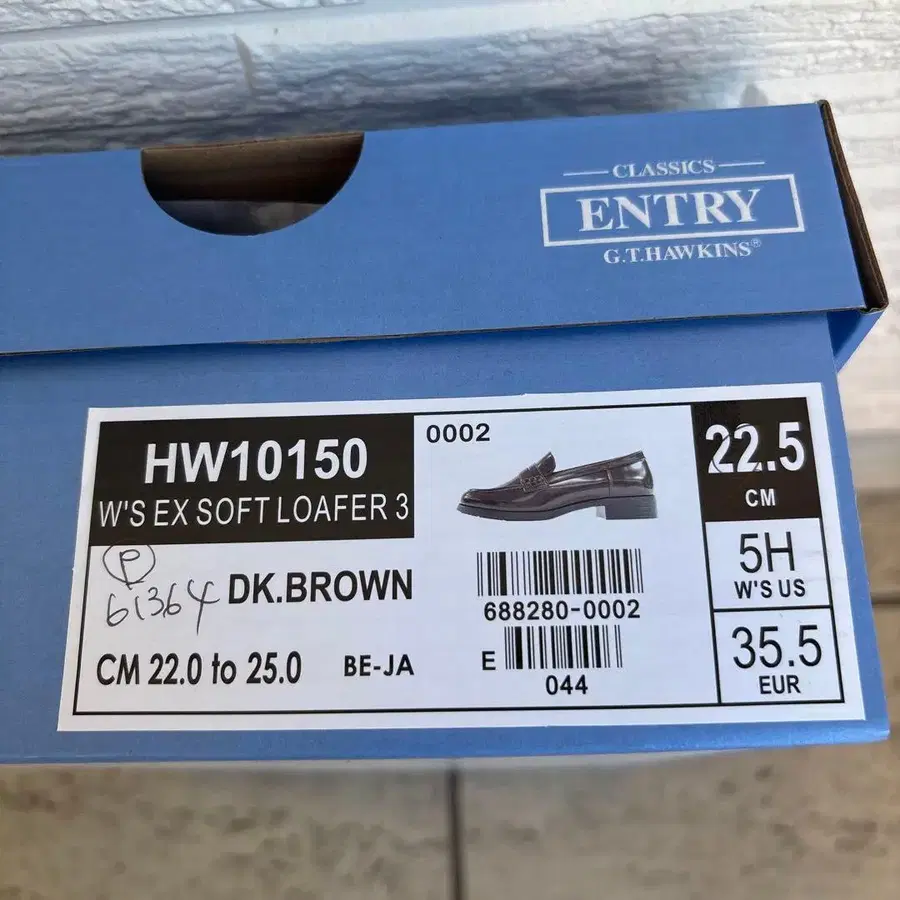 CLASSICS
ENTRY
G.T.HAWKINS®
HW10150
W'S EX SOFT LOAFER 3
0002
22.5
CM
5H
W'S US
35.5
EUR
P
61364
DK.BROWN
688280-0002
CM 22.0 to 25.0
BE-JA
E
044